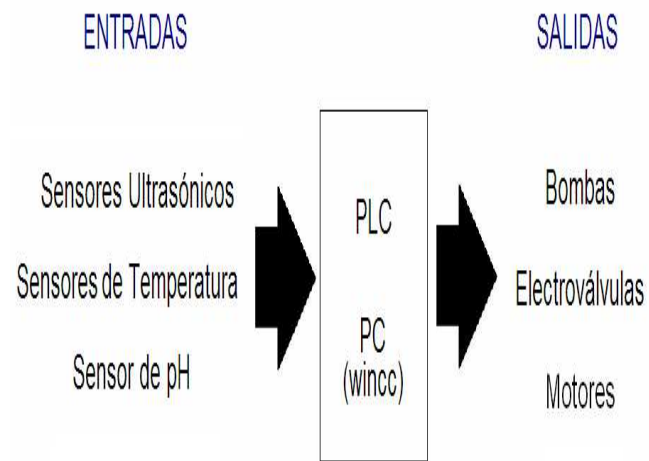 ENTRADAS
SALIDAS
Sensores Ultrasónicos
Sensores de Temperatura
Sensor de pH
PLC
PC
(wincc)
Bombas
Electroválvulas
Motores